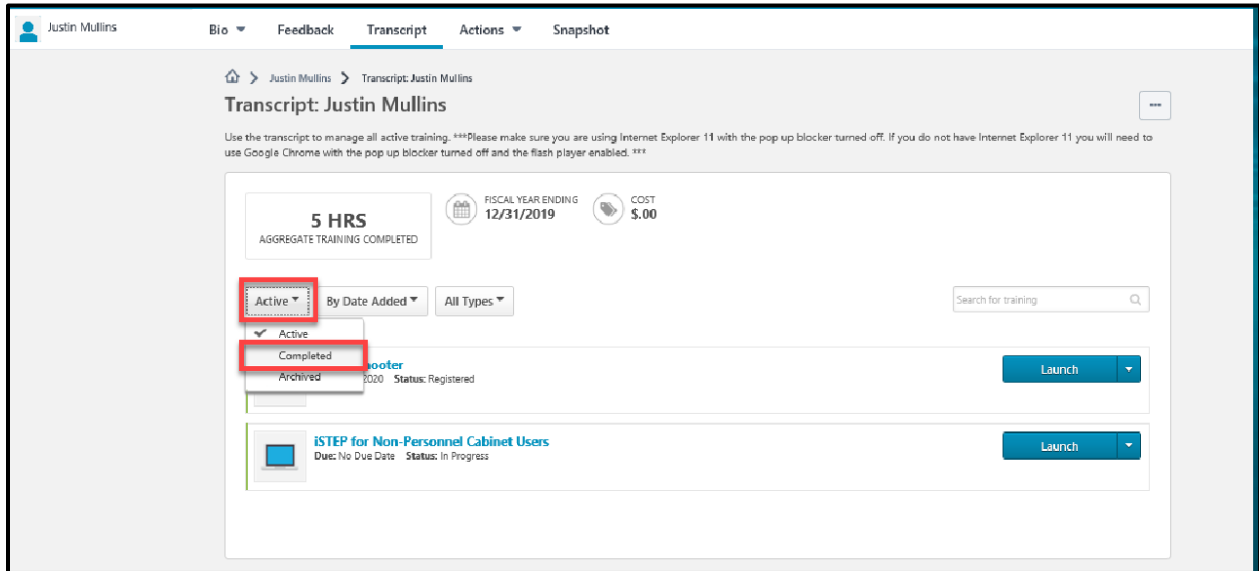 Justin Mullins
Bio Feedback Transcript Actions Snapshot
Justin Mullins Transcript: Justin Mullins
Transcript: Justin Mullins
Use the transcript to manage all active training. ***Please make sure you are using Internet Explorer 11 with the pop up blocker turned off. If you do not have Internet Explorer 11 you will need to
use Google Chrome with the pop up blocker turned off and the flash player enabled. ***
5 HRS
AGGREGATE TRAINING COMPLETED
FISCAL YEAR ENDING
12/31/2019
COST
$.00
Active By Date Added All Types Search for training
Active
Completed
Archived
2020 Status: Registered
Launch
iSTEP for Non-Personnel Cabinet Users
Due: No Due Date Status: In Progress
Launch